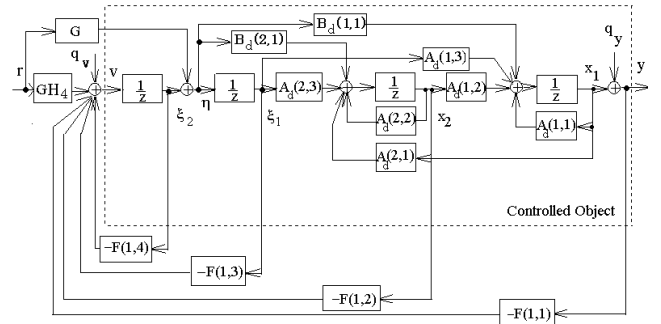 B_d(1,1)
G
B_d(2,1)
q_v
A_d(1,3)
q_y
r
GH_4
v
1/z
ξ_2
η
1/z
ξ_1
A_d(2,3)
1/z
x_2
A_d(1,2)
1/z
x_1
y
A_d(2,2)
A_d(1,1)
A_d(2,1)
Controlled Object
−F(1,4)
−F(1,3)
−F(1,2)
−F(1,1)